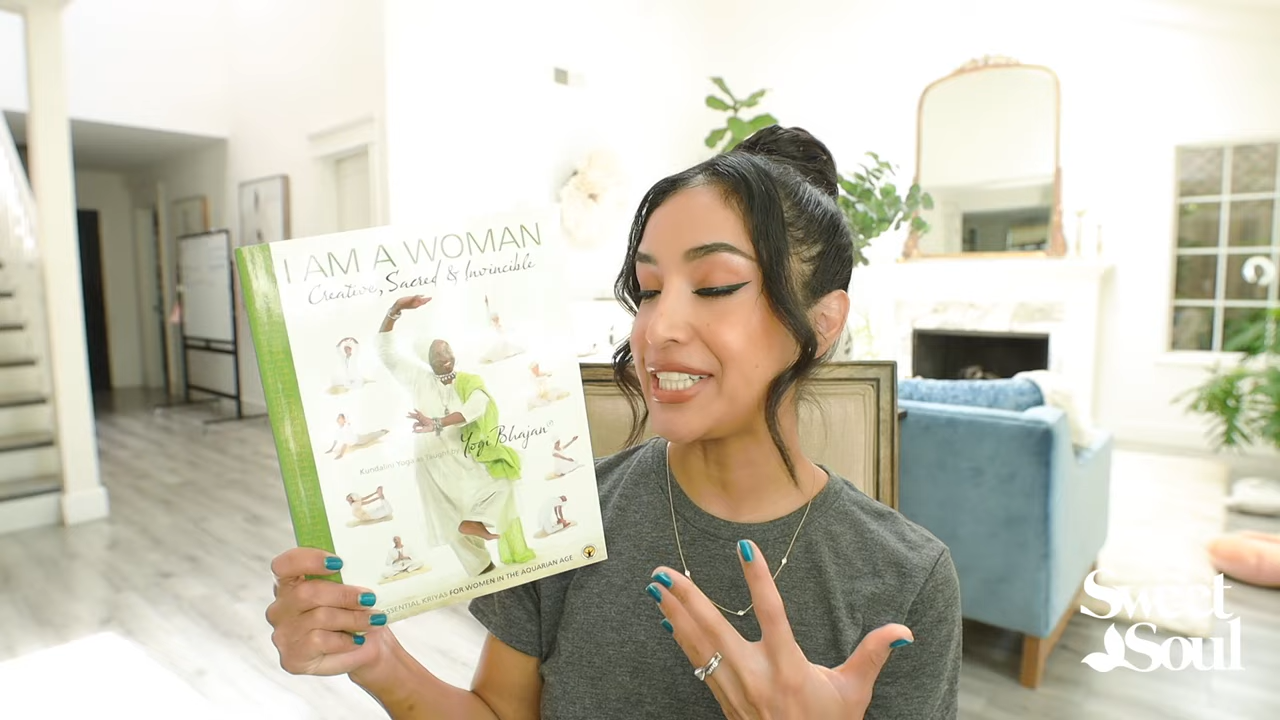 I AM A WOMAN
Creative, Sacred & Invincible
Kundalini Yoga as Taught by Yogi Bhajan
ESSENTIAL KRIYAS FOR WOMEN IN THE AQUARIAN AGE
Sweet
Soul